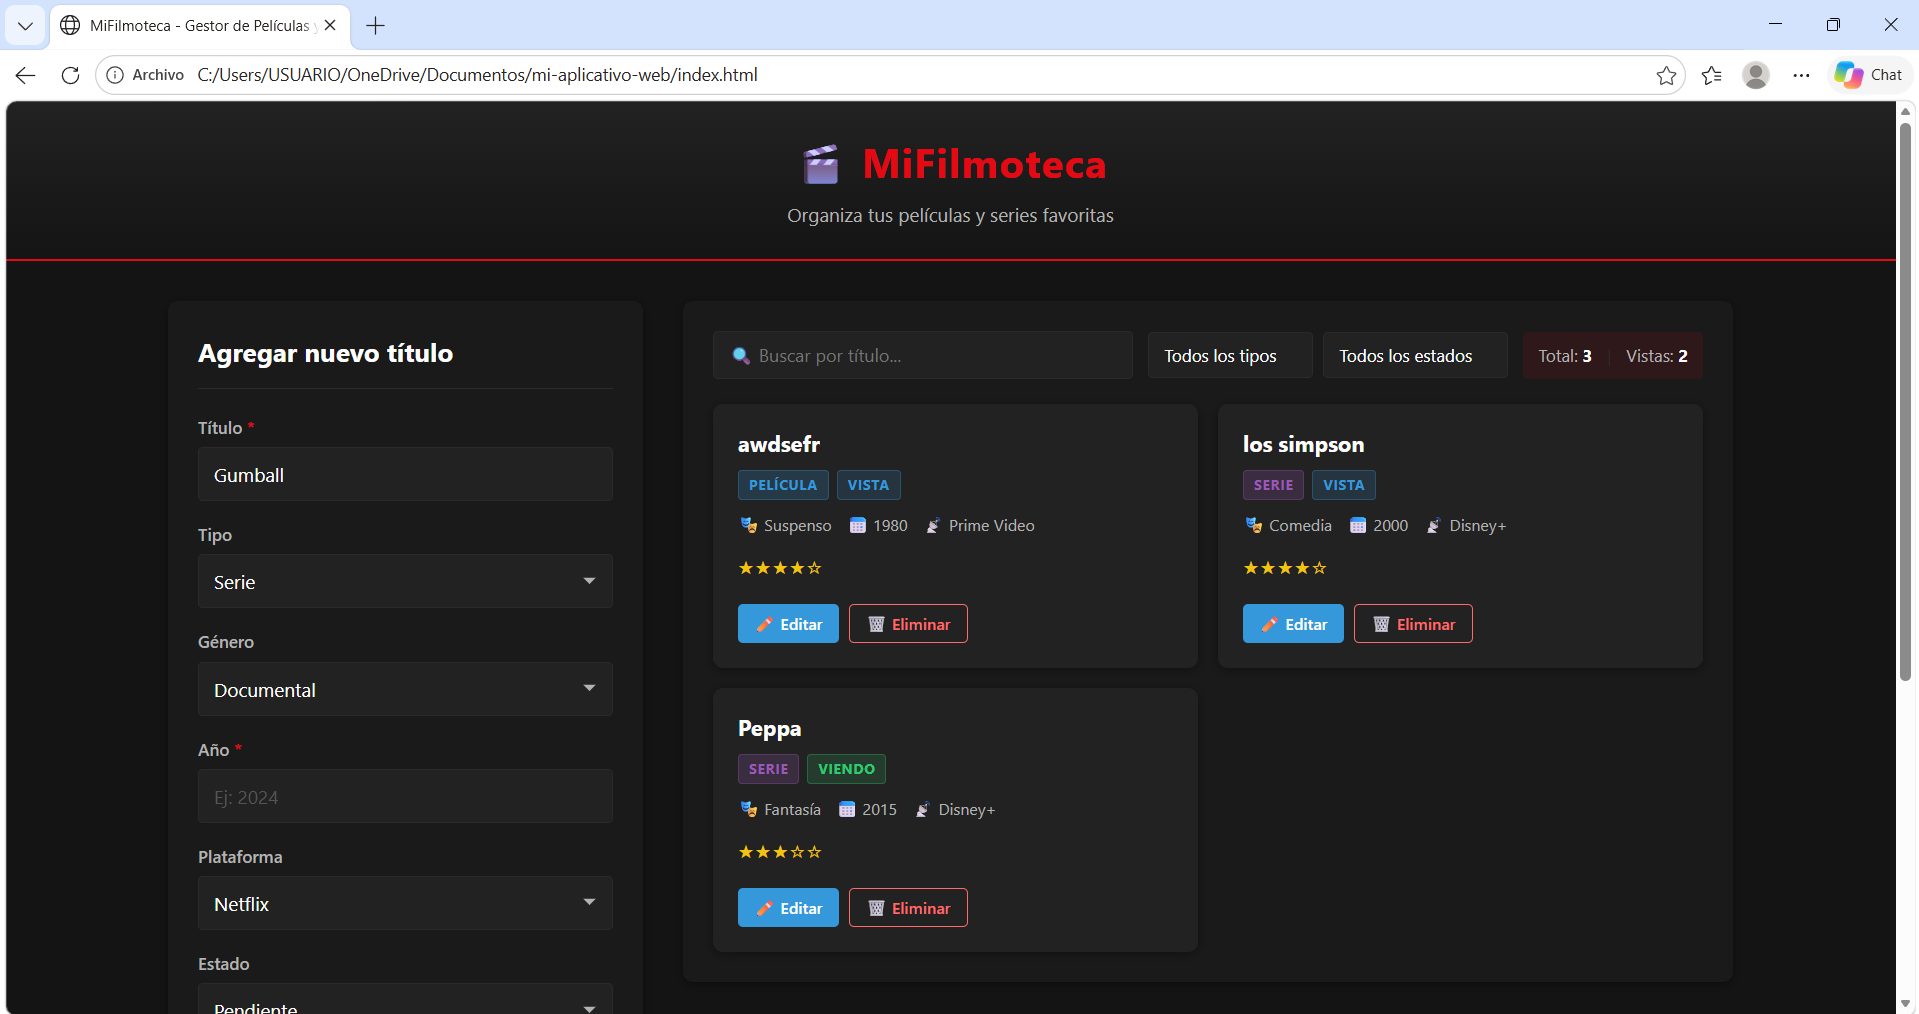 MiFilmoteca - Gestor de Películas y
Archivo C:/Users/USUARIO/OneDrive/Documentos/mi-aplicativo-web/index.html
Chat
MiFilmoteca
Organiza tus películas y series favoritas
Agregar nuevo título
Título *
Gumball
Tipo
Serie
Género
Documental
Año *
Ej: 2024
Plataforma
Netflix
Estado
Pendiente
Buscar por título...
Todos los tipos
Todos los estados
Total: 3 Vistas: 2
awdsefr
PELÍCULA VISTA
Suspenso 1980 Prime Video
★★★★☆
Editar Eliminar
los simpson
SERIE VISTA
Comedia 2000 Disney+
★★★★☆
Editar Eliminar
Peppa
SERIE VIENDO
Fantasía 2015 Disney+
★★★☆☆
Editar Eliminar